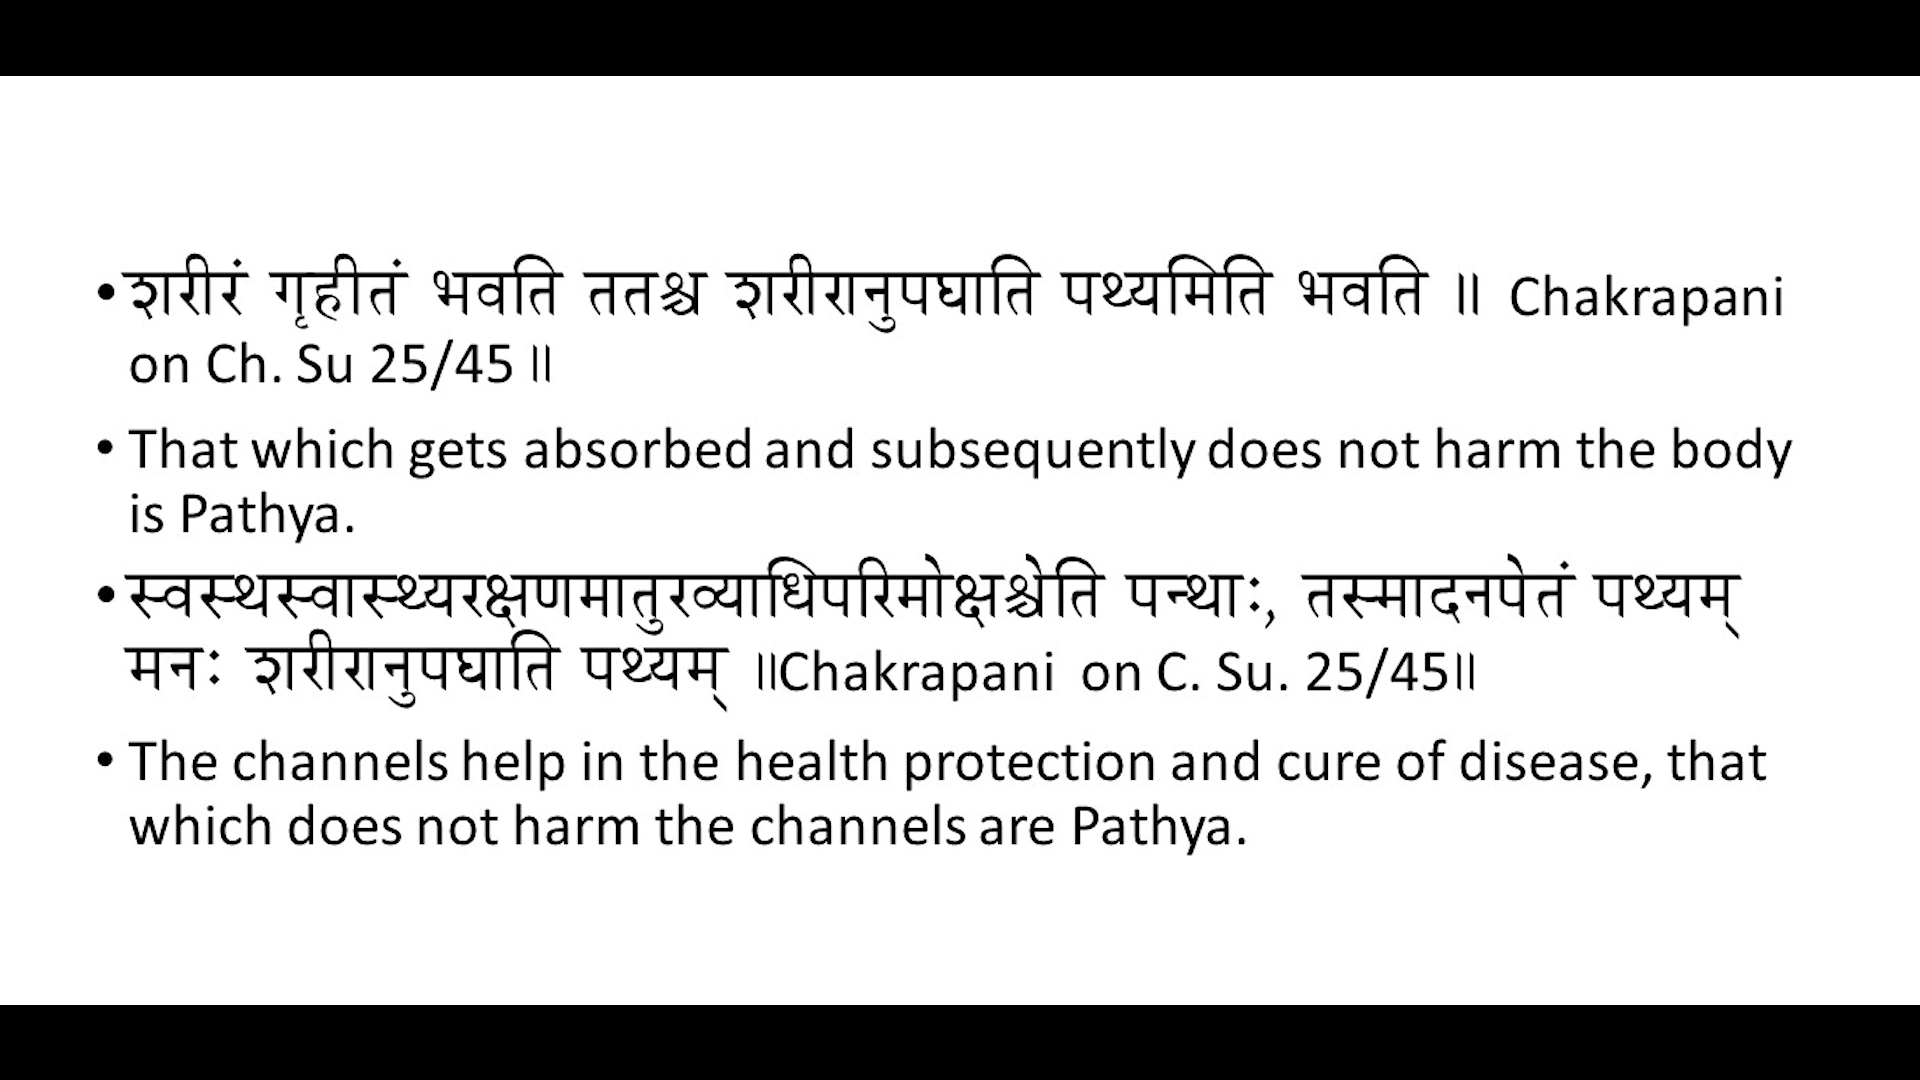 •शरीरं गृहीतं भवति ततश्च शरीरानुपघाति पथ्यमिति भवति ॥ Chakrapani
on Ch. Su 25/45॥
• That which gets absorbed and subsequently does not harm the body
is Pathya.
•स्वस्थस्वास्थ्यरक्षणमातुरव्याधिपरिमोक्षश्चेति पन्थाः, तस्मादनपेतं पथ्यम्
मनः शरीरानुपघाति पथ्यम् ॥Chakrapani on C. Su. 25/45॥
• The channels help in the health protection and cure of disease, that
which does not harm the channels are Pathya.